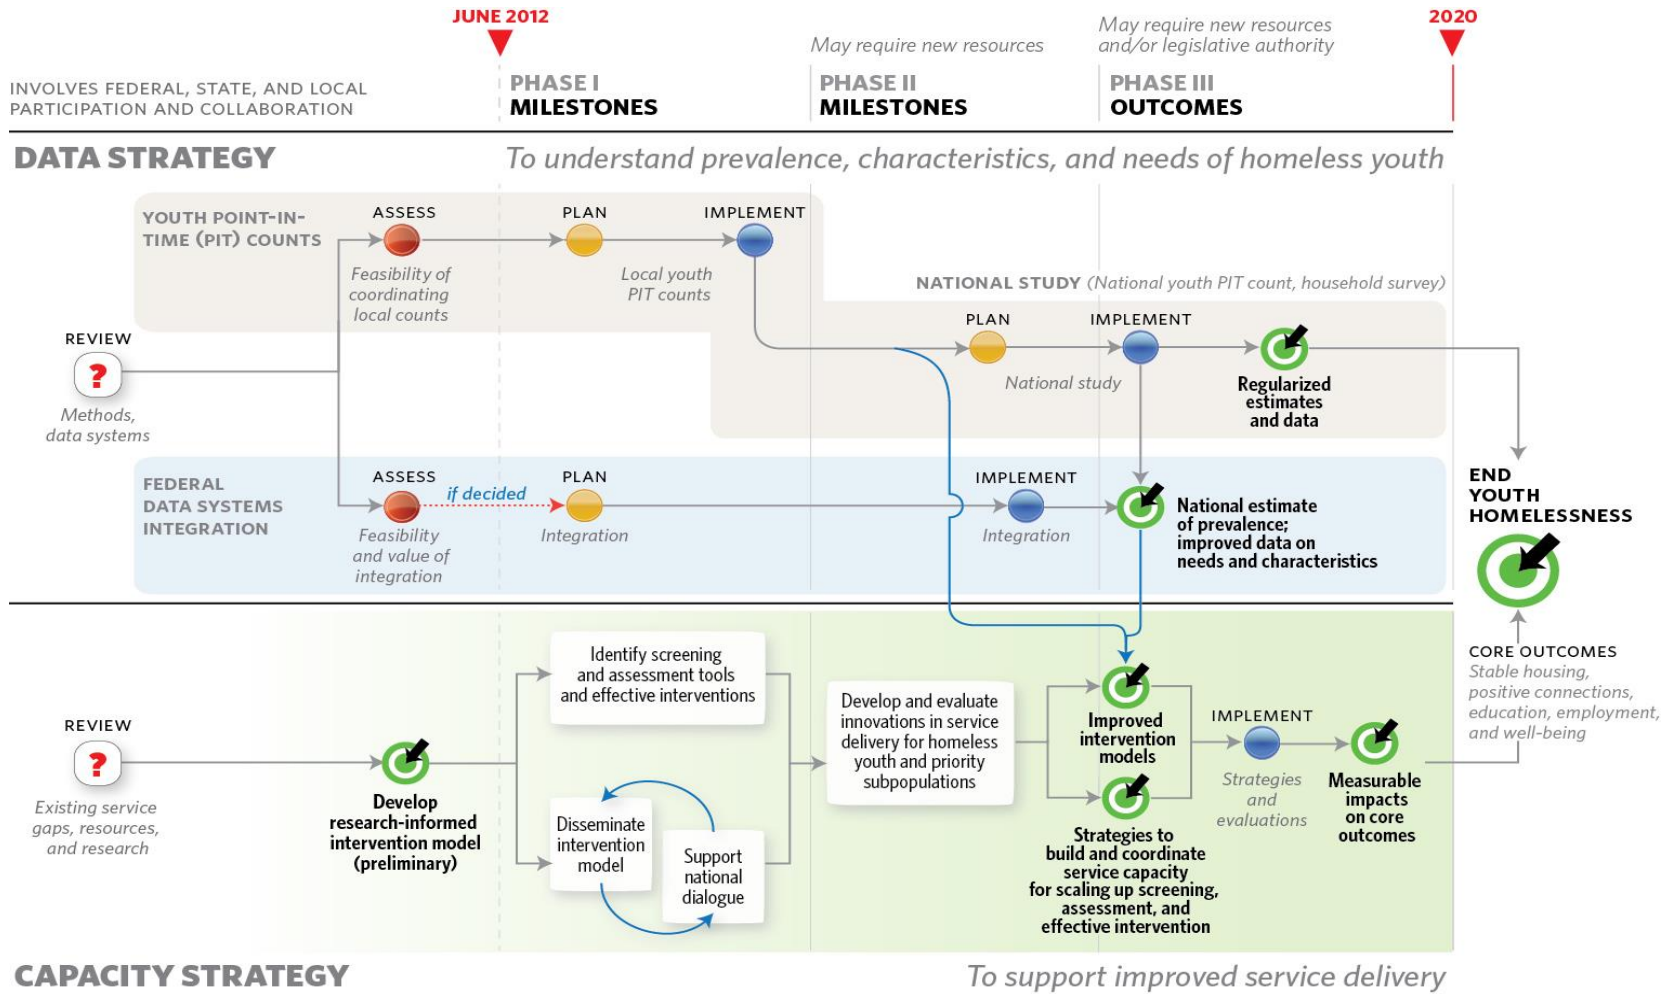 JUNE 2012
2020
May require new resources
May require new resources
and/or legislative authority
INVOLVES FEDERAL, STATE, AND LOCAL
PARTICIPATION AND COLLABORATION
PHASE I
MILESTONES
PHASE II
MILESTONES
PHASE III
OUTCOMES
DATA STRATEGY
To understand prevalence, characteristics, and needs of homeless youth
YOUTH POINT-IN-
TIME (PIT) COUNTS
ASSESS
Feasibility of
coordinating
local counts
PLAN
IMPLEMENT
Local youth
PIT counts
NATIONAL STUDY (National youth PIT count, household survey)
PLAN
IMPLEMENT
National study
Regularized
estimates
and data
REVIEW
?
Methods,
data systems
FEDERAL
DATA SYSTEMS
INTEGRATION
ASSESS
Feasibility
and value of
integration
if decided
PLAN
Integration
IMPLEMENT
Integration
National estimate
of prevalence;
improved data on
needs and characteristics
END
YOUTH
HOMELESSNESS
CORE OUTCOMES
Stable housing,
positive connections,
education, employment,
and well-being
REVIEW
?
Existing service
gaps, resources,
and research
Develop
research-informed
intervention model
(preliminary)
Identify screening
and assessment tools
and effective interventions
Disseminate
intervention
model
Support
national
dialogue
Develop and evaluate
innovations in service
delivery for homeless
youth and priority
subpopulations
Improved
intervention
models
Strategies to
build and coordinate
service capacity
for scaling up screening,
assessment, and
effective intervention
IMPLEMENT
Strategies
and
evaluations
Measurable
impacts
on core
outcomes
CAPACITY STRATEGY
To support improved service delivery